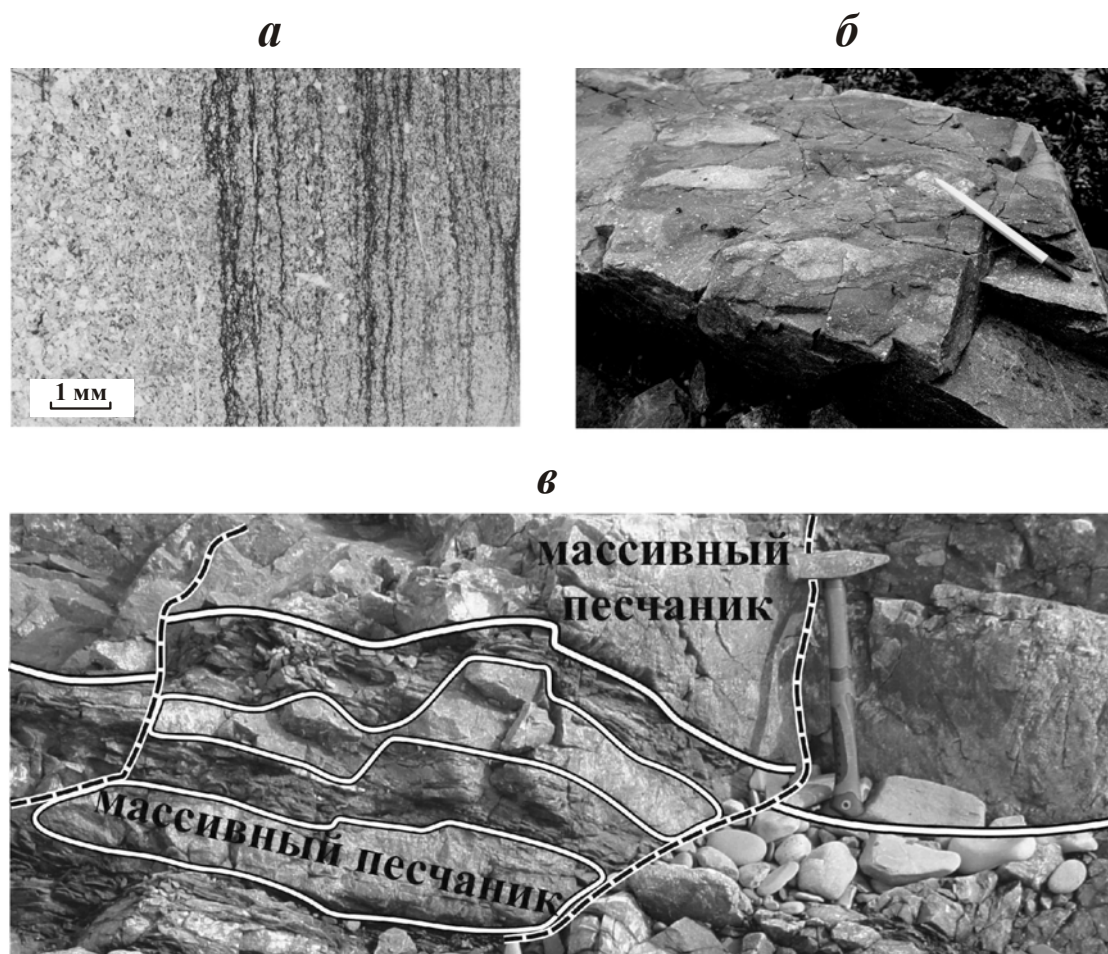 а
б
1 мм
в
массивный
песчаник
массивный песчаник